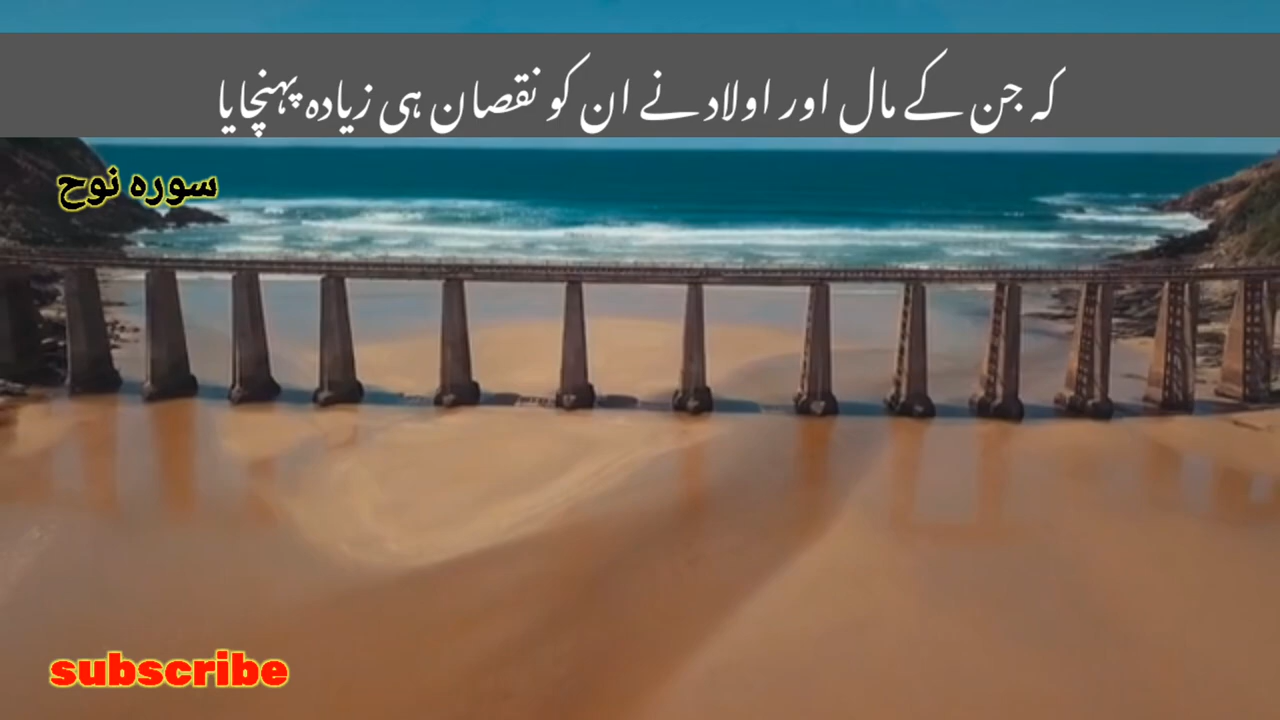 کہ جن کے مال اور اولاد نے ان کو نقصان ہی زیادہ پہنچایا
سورہ نوح
subscribe